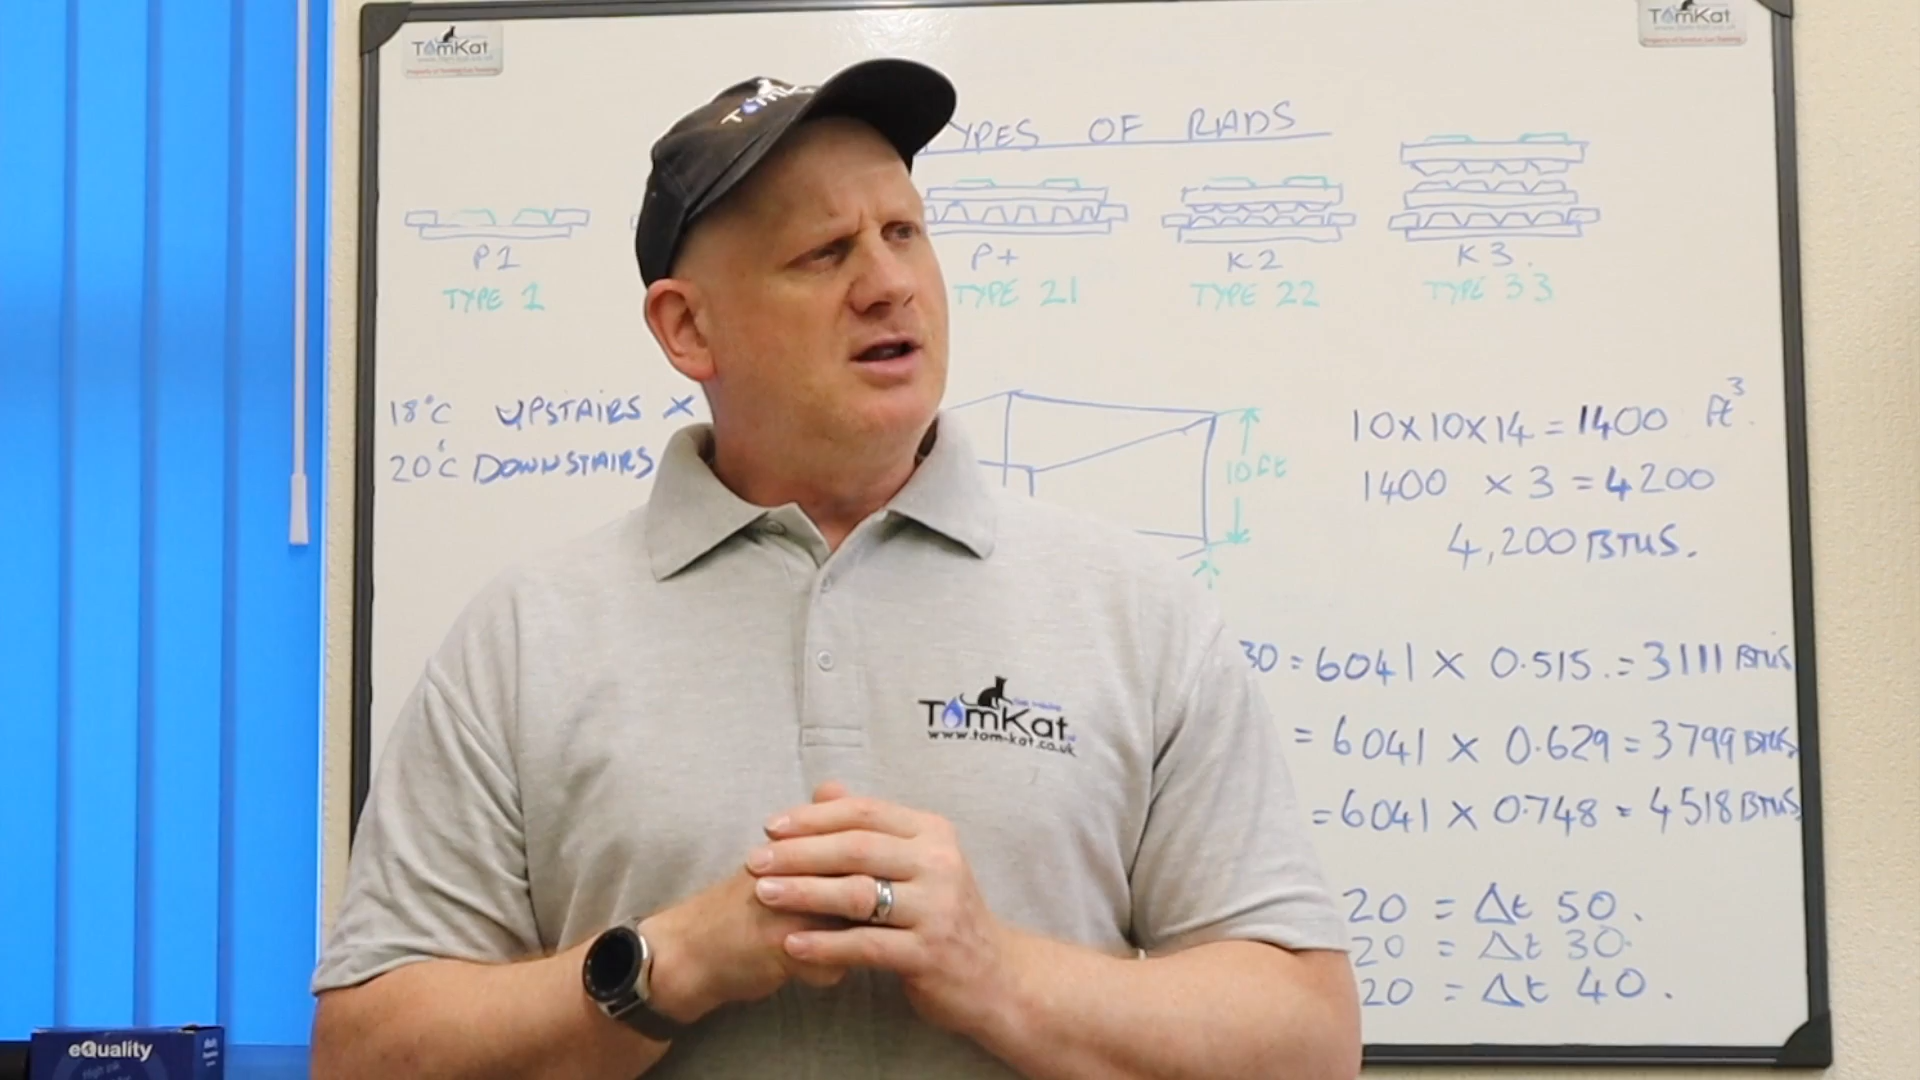 TomKat
TomKat
YPES OF RADS
P1
P+
K2
K3.
TYPE 1
TYPE 21
TYPE 22
TYPE 33
18°C UPSTAIRS X
20°C DOWNSTAIRS
10ft
10x10x14=1400 ft³.
1400 x 3 = 4200
4,200 BTUS.
30 = 6041 X 0.515. = 3111 BTUS
= 6041 X 0.629 = 3799 BTUS
= 6041 X 0.748 = 4518 BTUS
20 = Δt 50.
20 = Δt 30.
20 = Δt 40.
TomKat
www.tom-kat.co.uk
eQuality